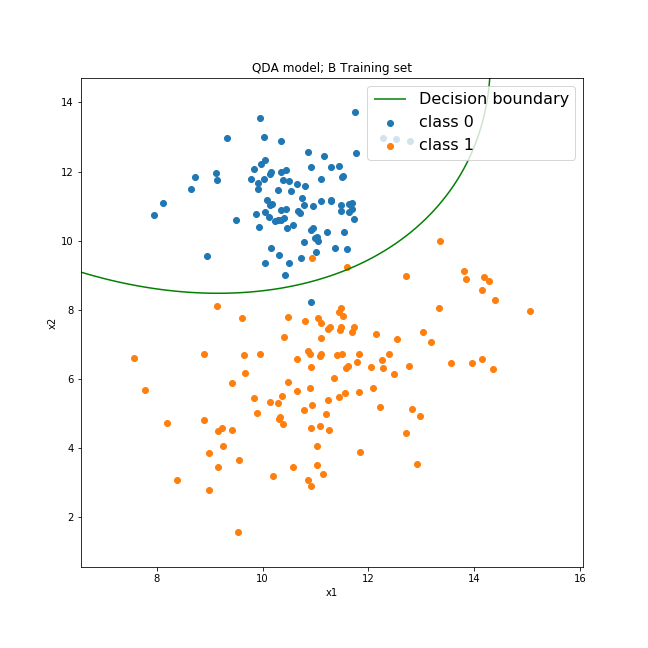 QDA model; B Training set
Decision boundary
class 0
class 1
14
12
10
8
6
4
2
x2
8 10 12 14 16
x1